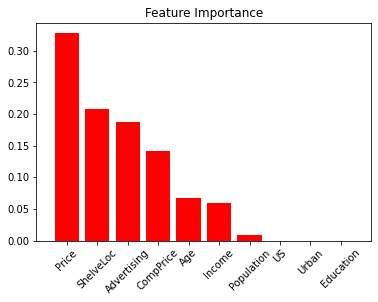 Feature Importance
0.30
0.25
0.20
0.15
0.10
0.05
0.00
Price
ShelveLoc
Advertising
CompPrice
Age
Income
Population
US
Urban
Education